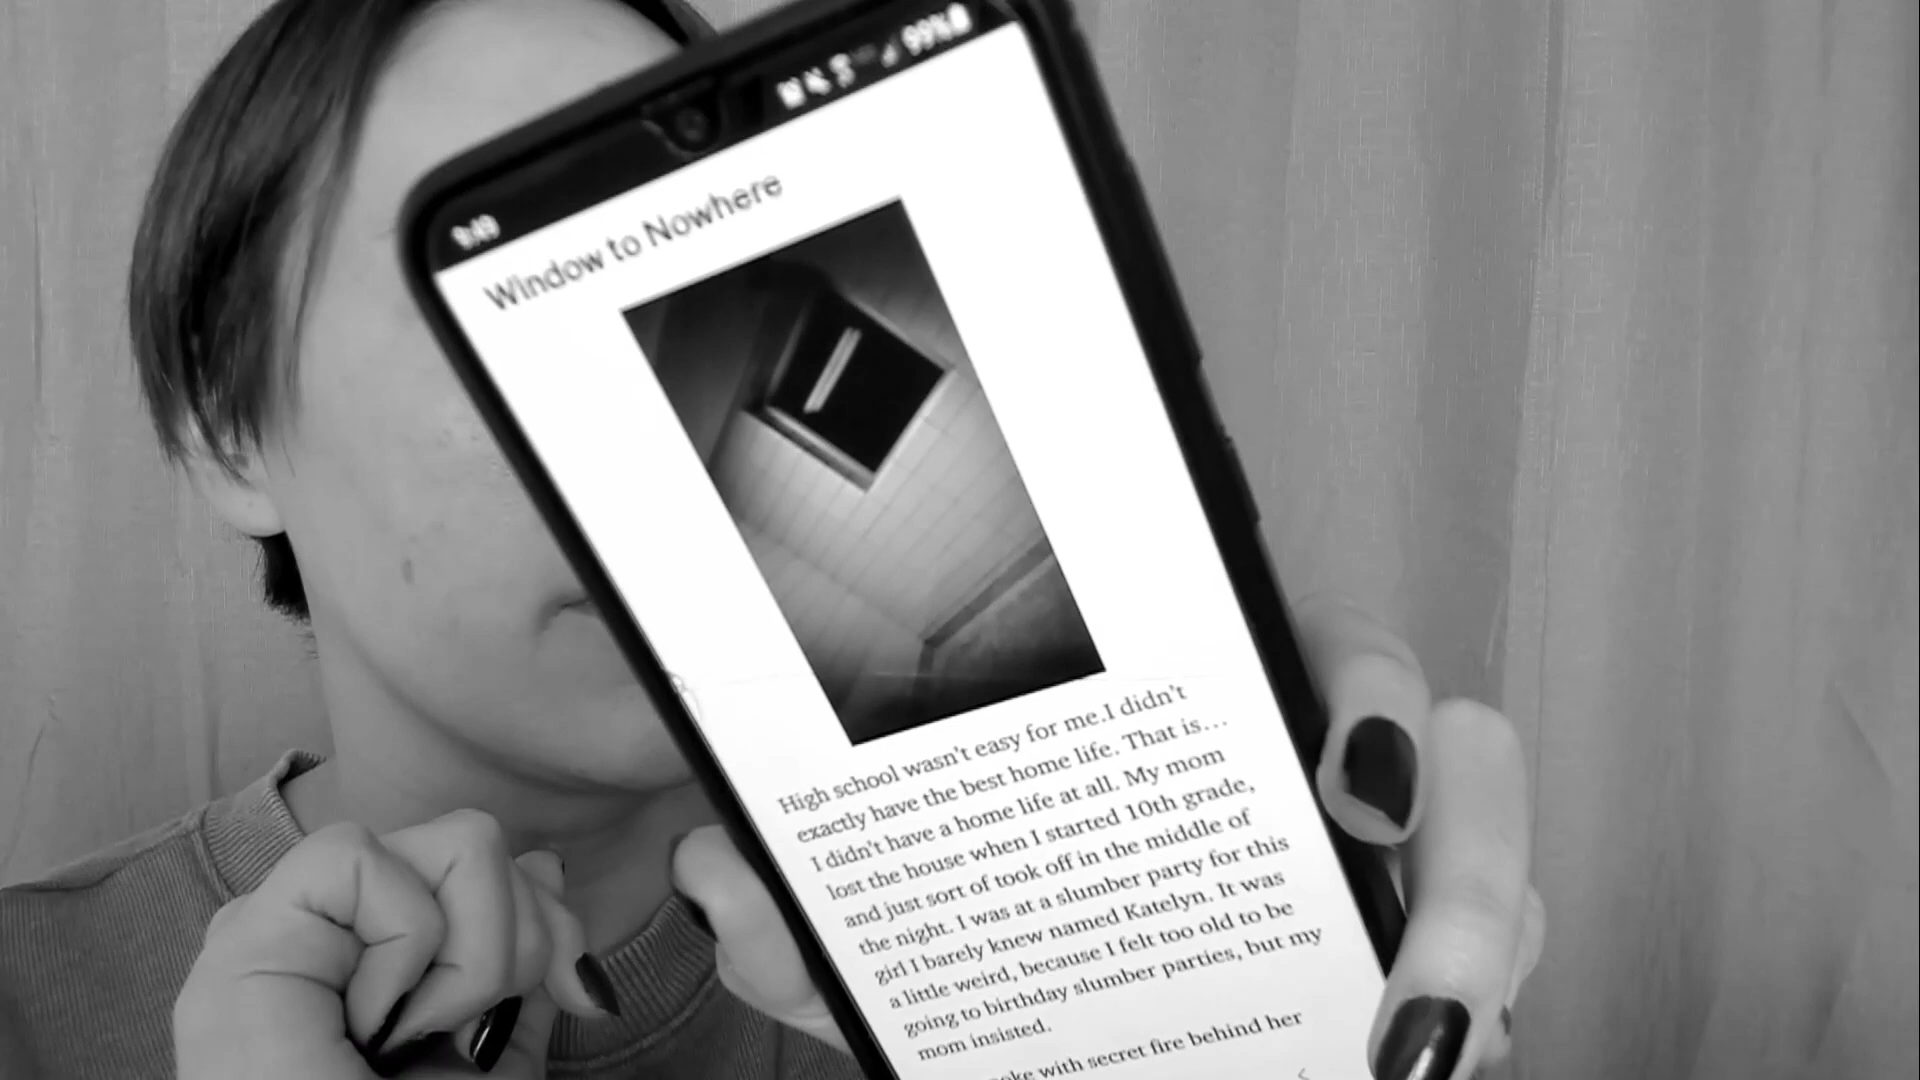 9:49
99%
Window to Nowhere
High school wasn't easy for me.I didn't
exactly have the best home life. That is...
I didn't have a home life at all. My mom
lost the house when I started 10th grade,
and just sort of took off in the middle of
the night. I was at a slumber party for this
girl I barely knew named Katelyn. It was
a little weird, because I felt too old to be
going to birthday slumber parties, but my
mom insisted.
with secret fire behind her